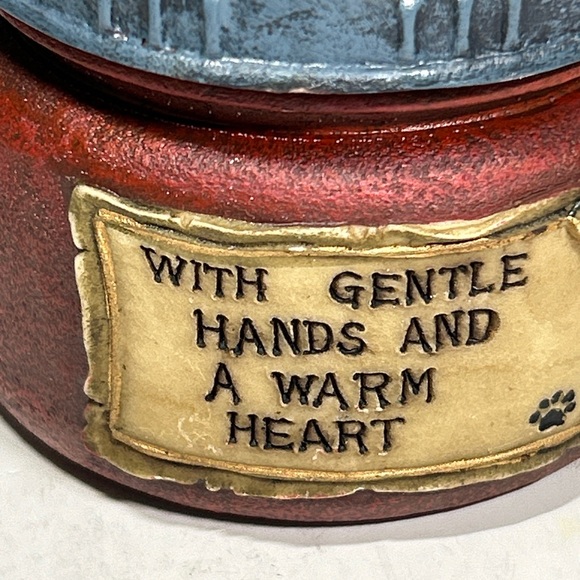 WITH GENTLE
HANDS AND
A WARM
HEART